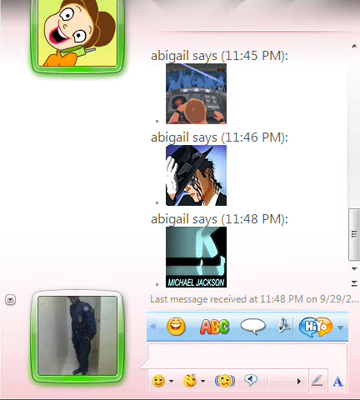 abigail says (11:45 PM):
abigail says (11:46 PM):
abigail says (11:48 PM):
MICHAEL JACKSON
Last message received at 11:48 PM on 9/29/2...
ABC
A